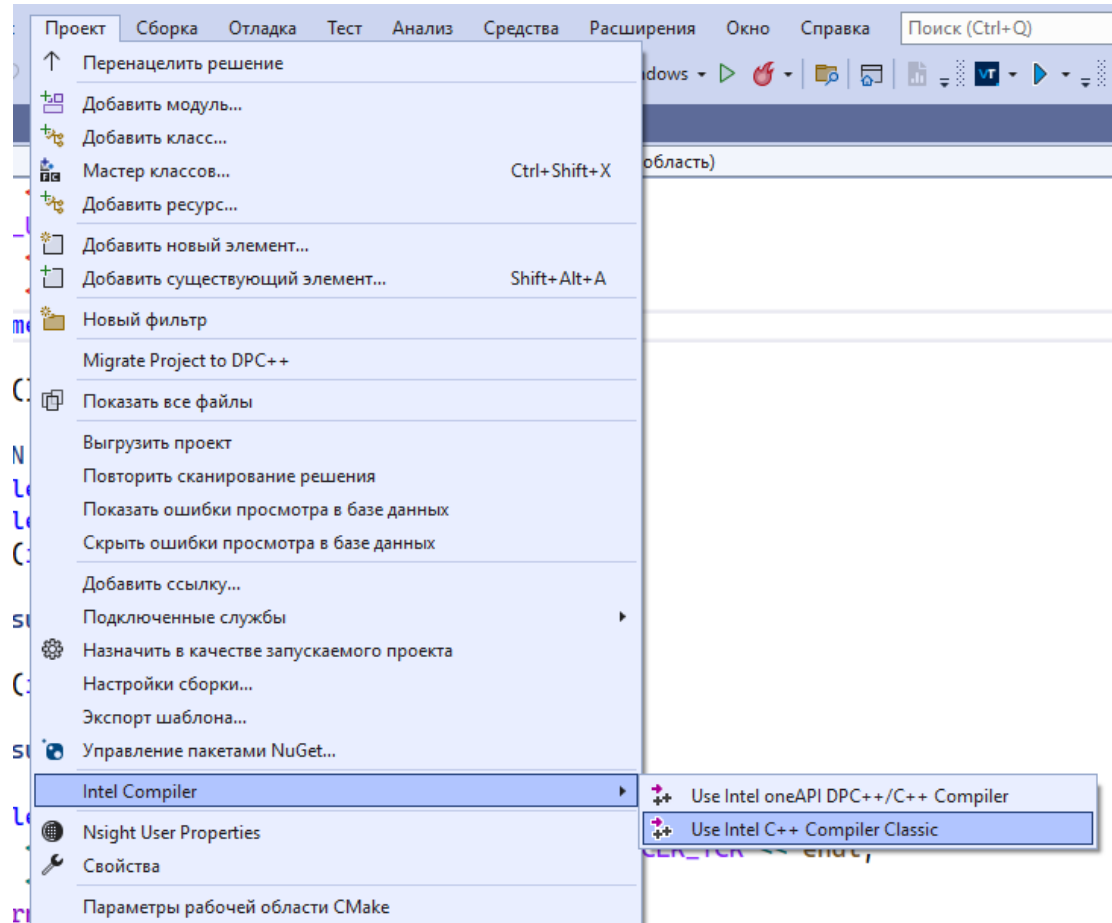 Проект Сборка Отладка Тест Анализ Средства Расширения Окно Справка Поиск (Ctrl+Q)
Перенацелить решение
Добавить модуль...
Добавить класс...
Мастер классов... Ctrl+Shift+X
область)
Добавить ресурс...
Добавить новый элемент...
Добавить существующий элемент... Shift+Alt+A
Новый фильтр
Migrate Project to DPC++
Показать все файлы
Выгрузить проект
Повторить сканирование решения
Показать ошибки просмотра в базе данных
Скрыть ошибки просмотра в базе данных
Добавить ссылку...
Подключенные службы
Назначить в качестве запускаемого проекта
Настройки сборки...
Экспорт шаблона...
Управление пакетами NuGet...
Intel Compiler
Use Intel oneAPI DPC++/C++ Compiler
Use Intel C++ Compiler Classic
Nsight User Properties
Свойства
Параметры рабочей области CMake